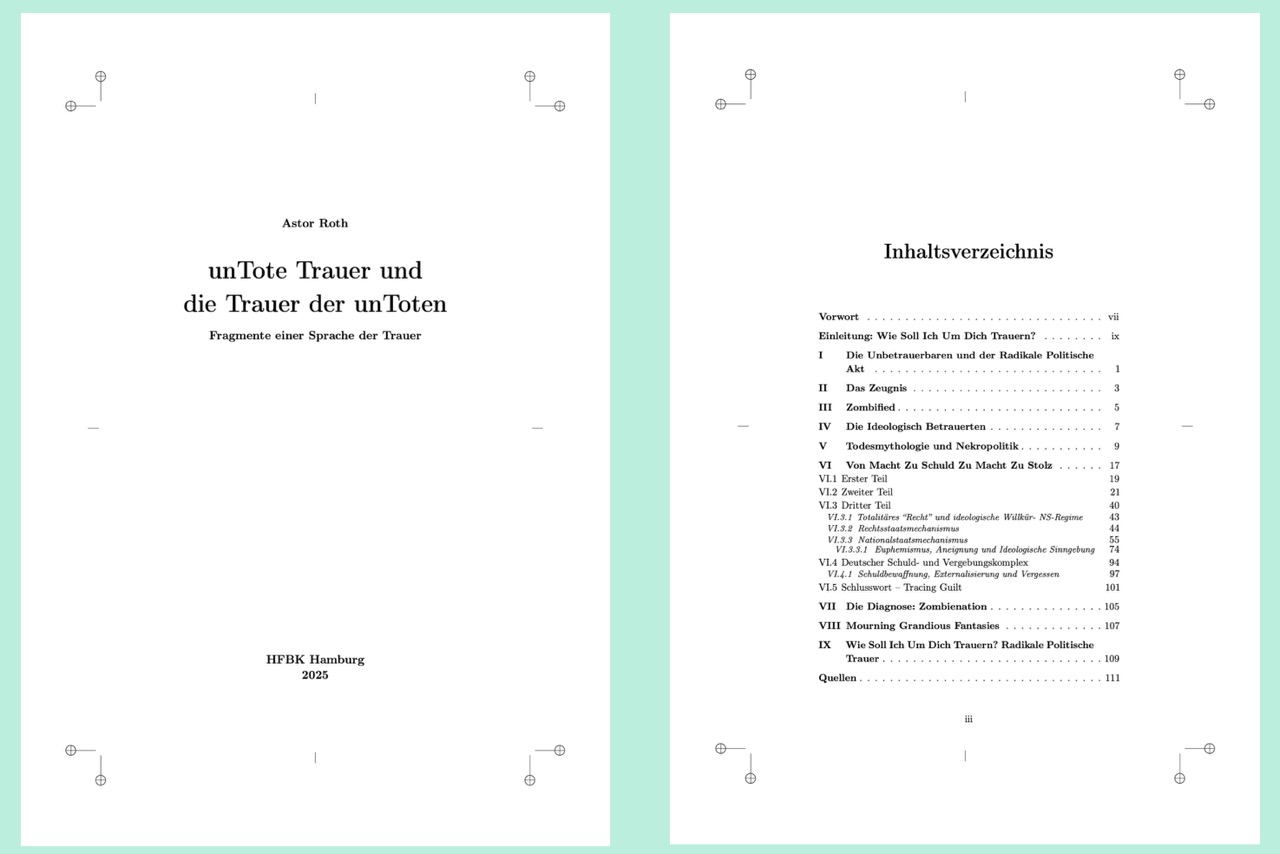 Astor Roth
unTote Trauer und
die Trauer der unToten
Fragmente einer Sprache der Trauer
HFBK Hamburg
2025
Inhaltsverzeichnis
Vorwort . . . . . . . . . . . . . . . . . . . . . . . . . . . . . . . vii
Einleitung: Wie Soll Ich Um Dich Trauern? . . . . . . . . ix
I Die Unbetrauerbaren und der Radikale Politische
Akt . . . . . . . . . . . . . . . . . . . . . . . . . . . . . . 1
II Das Zeugnis . . . . . . . . . . . . . . . . . . . . . . . . . 3
III Zombified . . . . . . . . . . . . . . . . . . . . . . . . . . . 5
IV Die Ideologisch Betrauerten . . . . . . . . . . . . . . . 7
V Todesmythologie und Nekropolitik . . . . . . . . . . . 9
VI Von Macht Zu Schuld Zu Macht Zu Stolz . . . . . . 17
VI.1 Erster Teil 19
VI.2 Zweiter Teil 21
VI.3 Dritter Teil 40
VI.3.1 Totalitäres “Recht” und ideologische Willkür- NS-Regime 43
VI.3.2 Rechtsstaatsmechanismus 44
VI.3.3 Nationalstaatsmechanismus 55
VI.3.3.1 Euphemismus, Aneignung und Ideologische Sinngebung 74
VI.4 Deutscher Schuld- und Vergebungskomplex 94
VI.4.1 Schuldbewaffnung, Externalisierung und Vergessen 97
VI.5 Schlusswort – Tracing Guilt 101
VII Die Diagnose: Zombienation . . . . . . . . . . . . . . . 105
VIII Mourning Grandious Fantasies . . . . . . . . . . . . . 107
IX Wie Soll Ich Um Dich Trauern? Radikale Politische
Trauer . . . . . . . . . . . . . . . . . . . . . . . . . . . . . 109
Quellen . . . . . . . . . . . . . . . . . . . . . . . . . . . . . . . . 111
iii